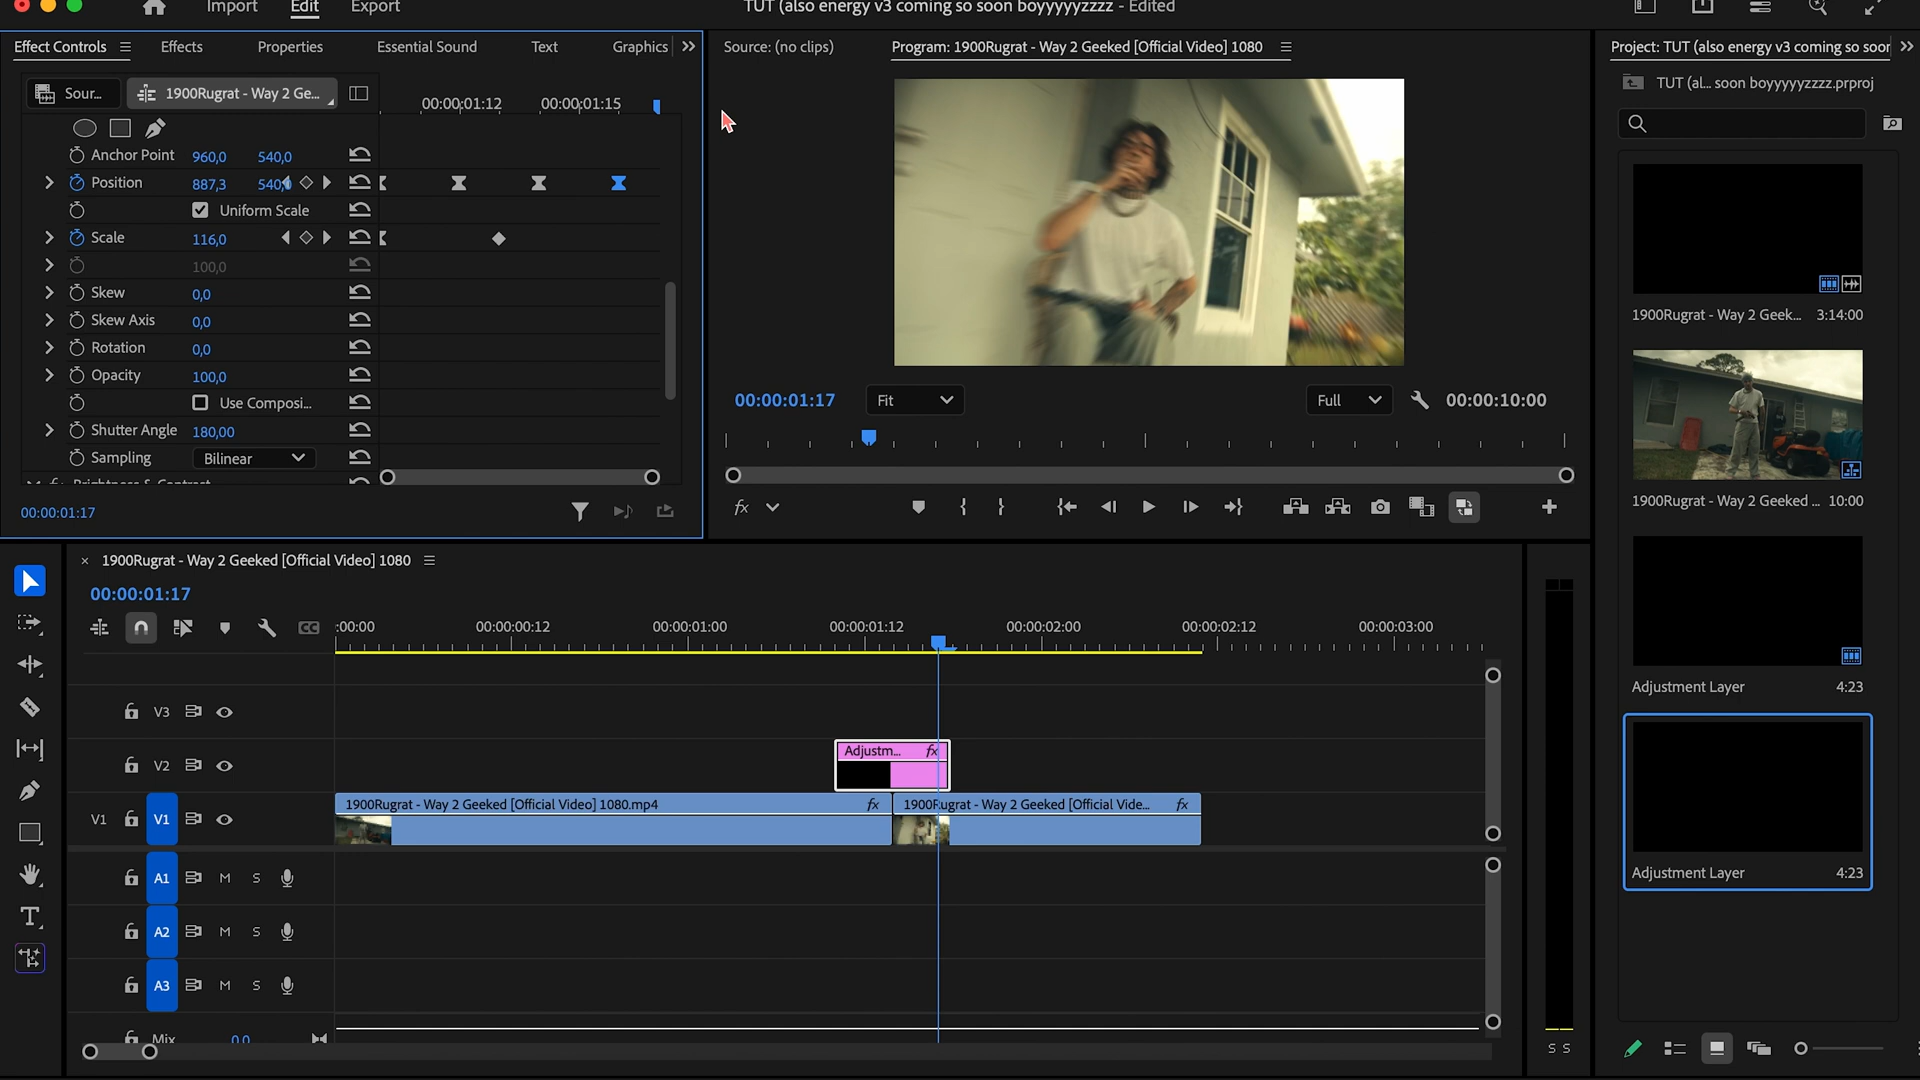 Import
Edit
Export
TUT (also energy v3 coming so soon boyyyyyzzzz - Edited
Effect Controls
Effects
Properties
Essential Sound
Text
Graphics
Source: (no clips)
Program: 1900Rugrat - Way 2 Geeked [Official Video] 1080
Project: TUT (also energy v3 coming so soor
Sour...
1900Rugrat - Way 2 Ge...
00:00:01:12
00:00:01:15
TUT (al... soon boyyyyyzzzz.prproj
Anchor Point
960,0
540,0
Position
887,3
540,0
Uniform Scale
Scale
116,0
100,0
Skew
0,0
Skew Axis
0,0
Rotation
0,0
Opacity
100,0
Use Composi...
Shutter Angle
180,00
Sampling
Bilinear
Brightness & Contrast
00:00:01:17
00:00:01:17
Fit
Full
00:00:10:00
fx
1900Rugrat - Way 2 Geek...
3:14:00
1900Rugrat - Way 2 Geeked ...
10:00
Adjustment Layer
4:23
Adjustment Layer
4:23
× 1900Rugrat - Way 2 Geeked [Official Video] 1080
00:00:01:17
CC
:00:00
00:00:00:12
00:00:01:00
00:00:01:12
00:00:02:00
00:00:02:12
00:00:03:00
V3
V2
Adjustm...
fx
V1
V1
1900Rugrat - Way 2 Geeked [Official Video] 1080.mp4
fx
1900Rugrat - Way 2 Geeked [Official Vide...
fx
A1
M
S
A2
M
S
A3
M
S
Mix
0,0
S S